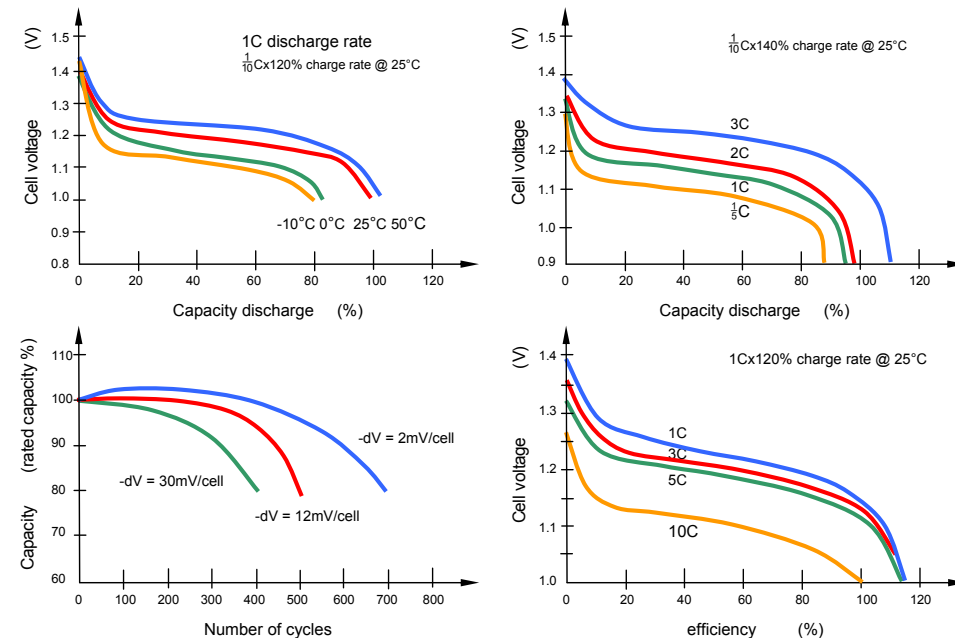 (V)
1.5
1.4
1.3
1.2
1.1
1.0
0.9
0.8
Cell voltage
1C discharge rate
1/10Cx120% charge rate @ 25°C
-10°C 0°C 25°C 50°C
0 20 40 60 80 100 120
Capacity discharge (%)
(V)
1.5
1.4
1.3
1.2
1.1
1.0
0.9
Cell voltage
1/10Cx140% charge rate @ 25°C
3C
2C
1C
1/5C
0 20 40 60 80 100 120
Capacity discharge (%)
Capacity (rated capacity %)
110
100
90
80
70
60
-dV = 2mV/cell
-dV = 30mV/cell
-dV = 12mV/cell
0 100 200 300 400 500 600 700 800
Number of cycles
(V)
1.4
1.3
1.2
1.1
1.0
Cell voltage
1Cx120% charge rate @ 25°C
1C
3C
5C
10C
0 20 40 60 80 100 120
efficiency (%)